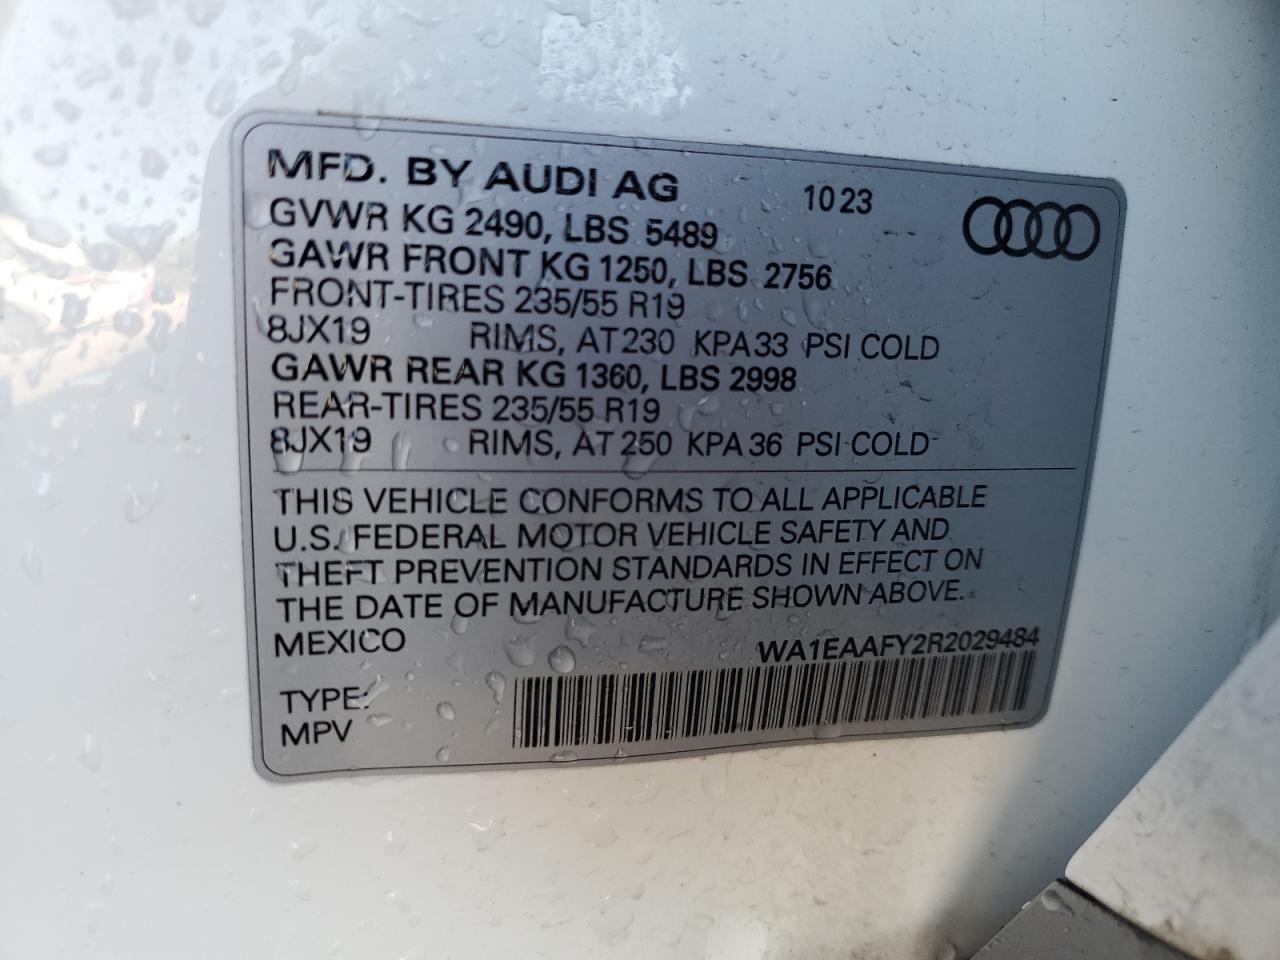 MFD. BY AUDI AG 10 23
GVWR KG 2490, LBS 5489
GAWR FRONT KG 1250, LBS 2756
FRONT-TIRES 235/55 R19
8JX19 RIMS, AT 230 KPA 33 PSI COLD
GAWR REAR KG 1360, LBS 2998
REAR-TIRES 235/55 R19
8JX19 RIMS, AT 250 KPA 36 PSI COLD
THIS VEHICLE CONFORMS TO ALL APPLICABLE
U.S. FEDERAL MOTOR VEHICLE SAFETY AND
THEFT PREVENTION STANDARDS IN EFFECT ON
THE DATE OF MANUFACTURE SHOWN ABOVE.
MEXICO WA1EAAFY2R2029484
TYPE:
MPV